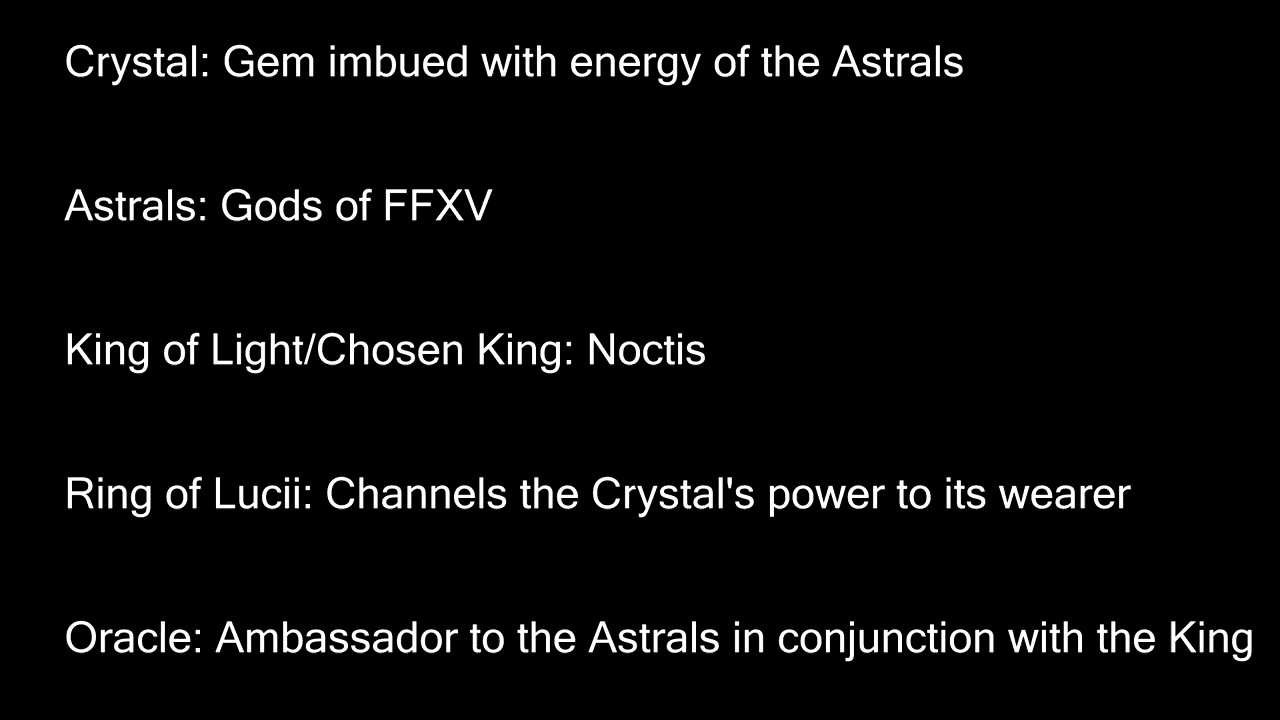 Crystal: Gem imbued with energy of the Astrals
Astrals: Gods of FFXV
King of Light/Chosen King: Noctis
Ring of Lucii: Channels the Crystal's power to its wearer
Oracle: Ambassador to the Astrals in conjunction with the King